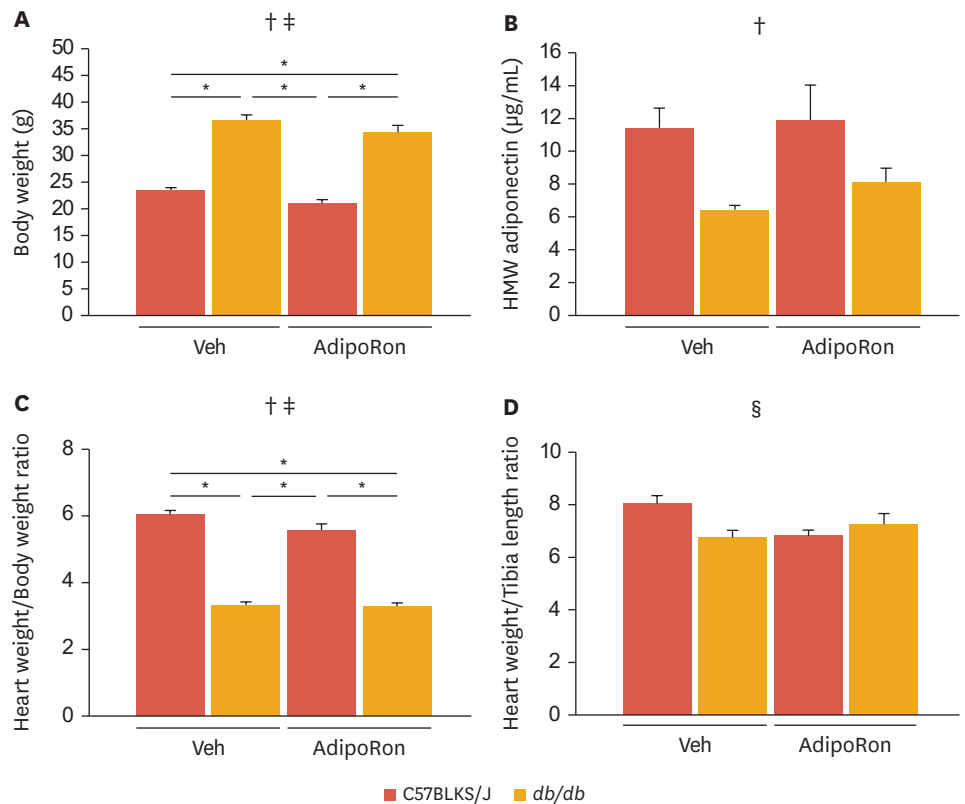 A
† ‡
Body weight (g)
50
45
40
35
30
25
20
15
10
5
0
*
* * *
Veh
AdipoRon
B
†
HMW adiponectin (µg/mL)
16
14
12
10
8
6
4
2
0
Veh
AdipoRon
C
† ‡
Heart weight/Body weight ratio
8
6
4
2
0
*
* * *
Veh
AdipoRon
D
§
Heart weight/Tibia length ratio
10
8
6
4
2
0
Veh
AdipoRon
C57BLKS/J db/db